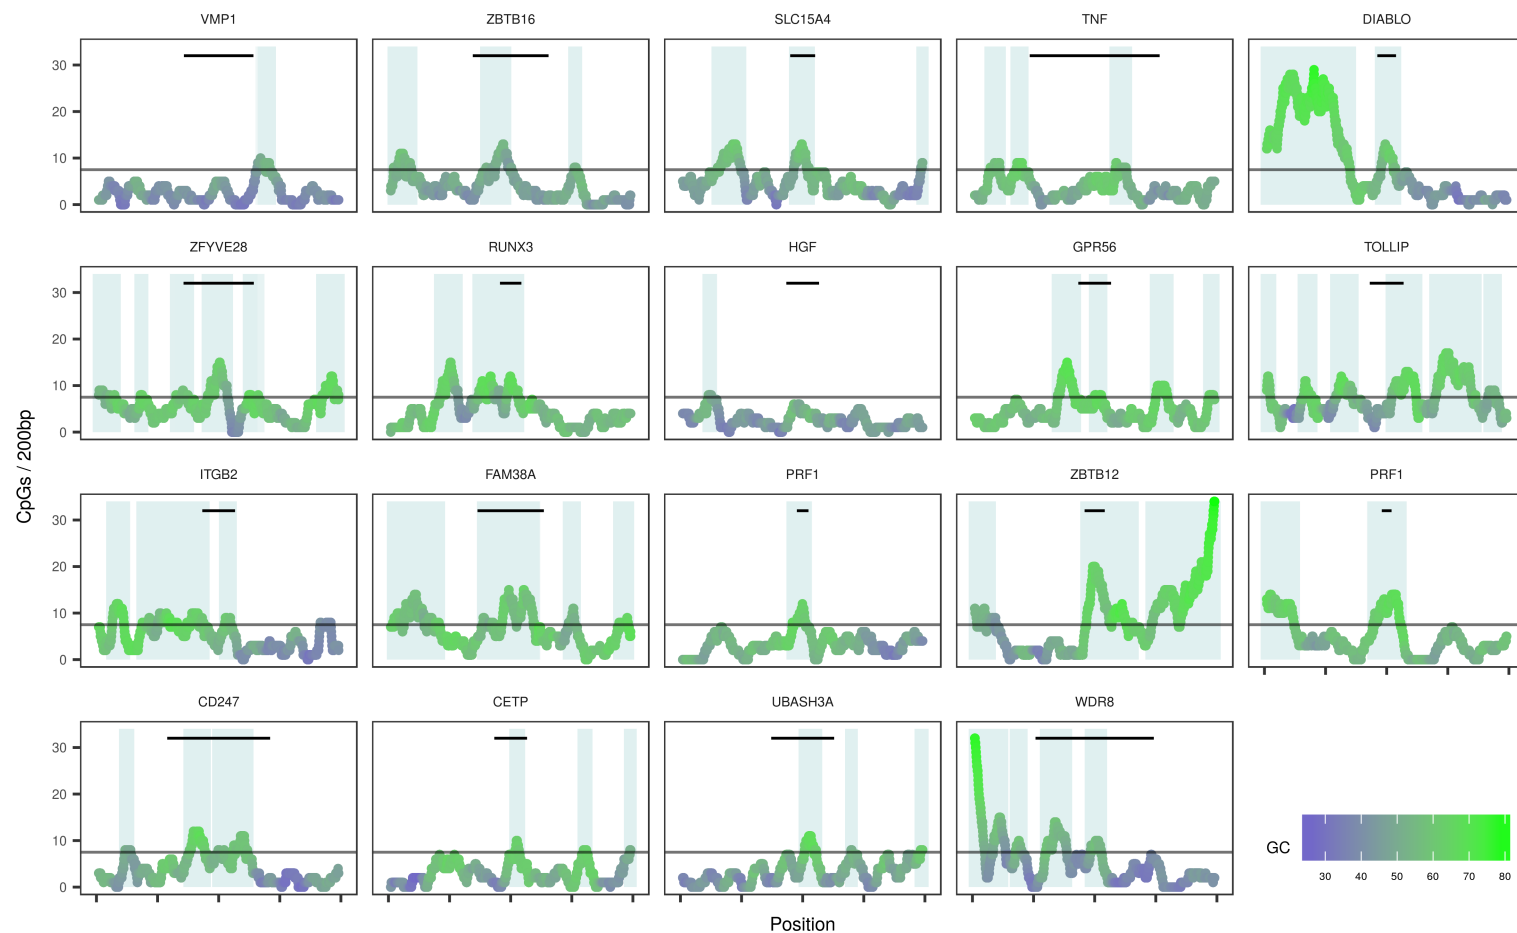 VMP1 ZBTB16 SLC15A4 TNF DIABLO
30
20
10
0
ZFYVE28 RUNX3 HGF GPR56 TOLLIP
30
20
10
0
CpGs / 200bp
ITGB2 FAM38A PRF1 ZBTB12 PRF1
30
20
10
0
CD247 CETP UBASH3A WDR8
30
20
10
0
GC
30 40 50 60 70 80
Position